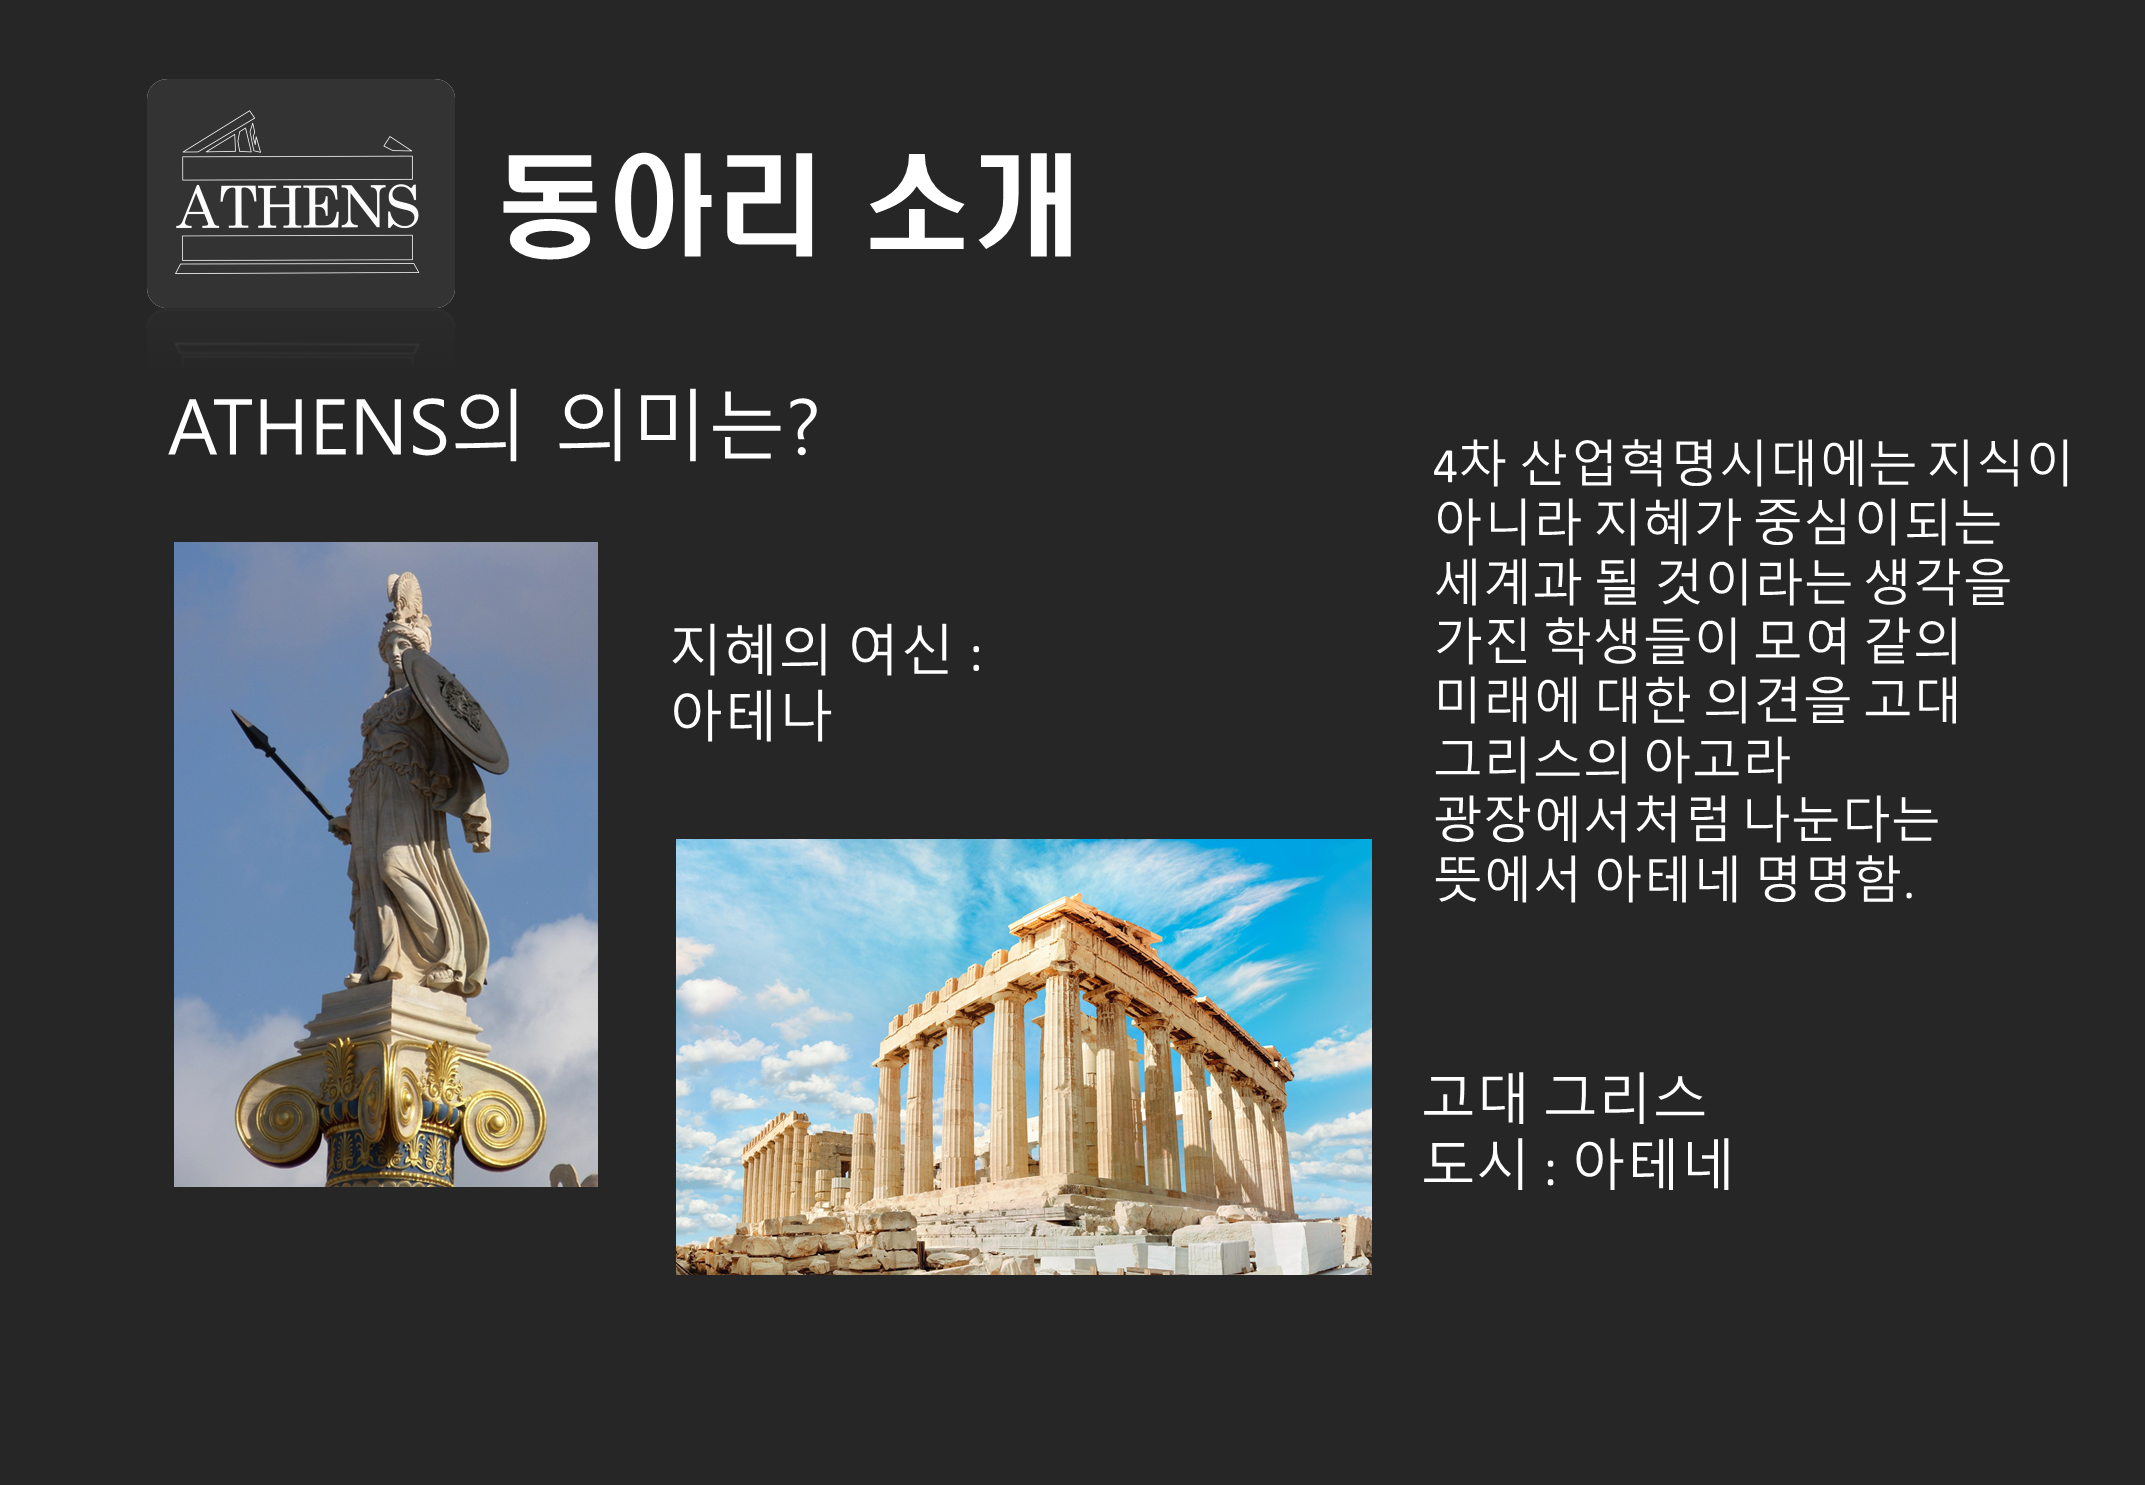 ATHENS
동아리 소개
ATHENS의 의미는?
지혜의 여신 :
아테나
4차 산업혁명시대에는 지식이
아니라 지혜가 중심이되는
세계과 될 것이라는 생각을
가진 학생들이 모여 같의
미래에 대한 의견을 고대
그리스의 아고라
광장에서처럼 나눈다는
뜻에서 아테네 명명함.
고대 그리스
도시 : 아테네